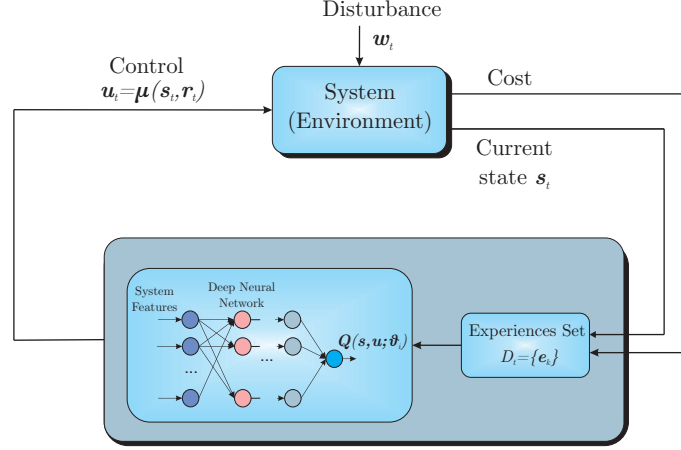 Disturbance
w_t
Control
u_t=μ(s_t,r_t)
System
(Environment)
Cost
Current
state s_t
System
Features
Deep Neural
Network
...
...
Q(s,u;ϑ_t)
Experiences Set
D_t={e_k}